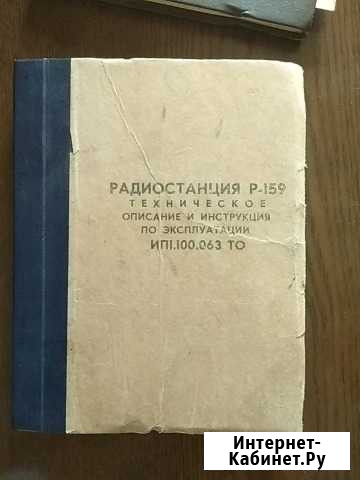 РАДИОСТАНЦИЯ Р-159
ТЕХНИЧЕСКОЕ
ОПИСАНИЕ И ИНСТРУКЦИЯ
ПО ЭКСПЛУАТАЦИИ
ИП1.100.063 ТО
Интернет-
Кабинет.Ру